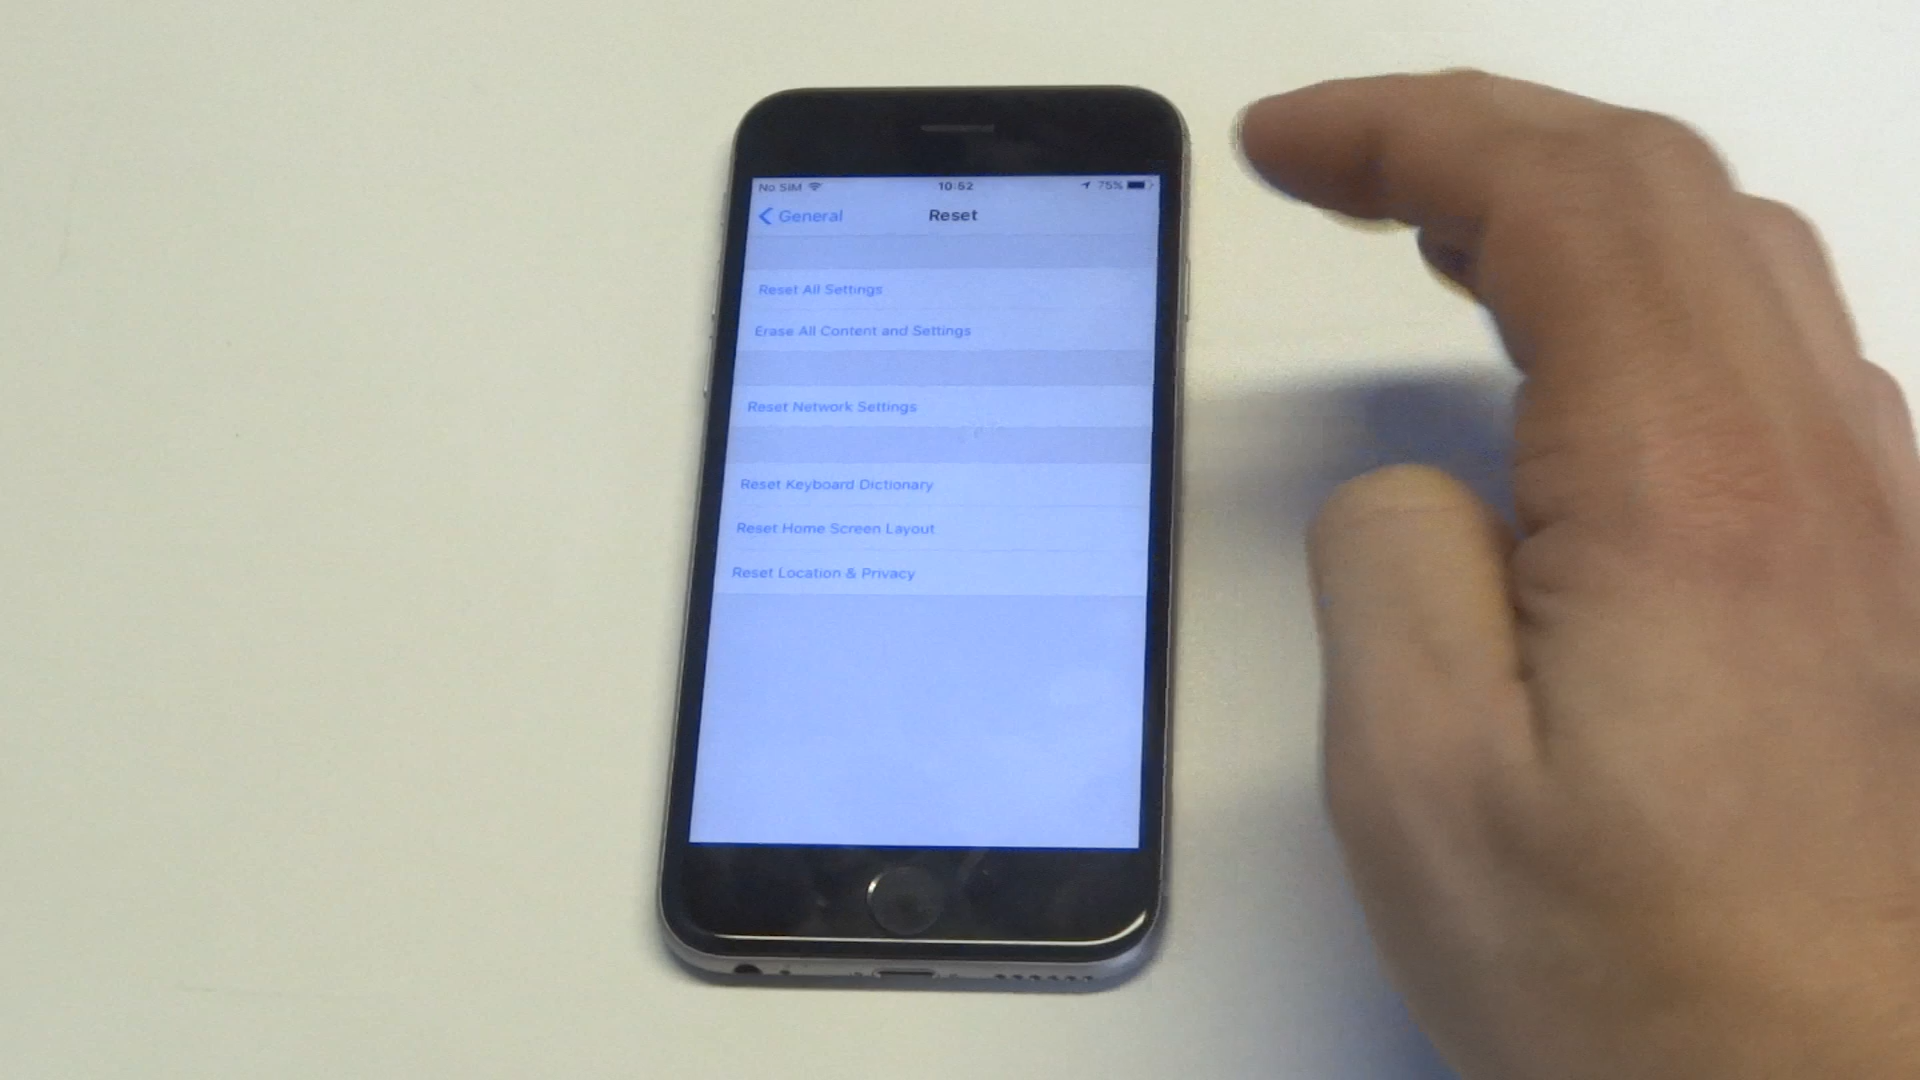 No SIM 10:52 75%
General Reset
Reset All Settings
Erase All Content and Settings
Reset Network Settings
Reset Keyboard Dictionary
Reset Home Screen Layout
Reset Location & Privacy